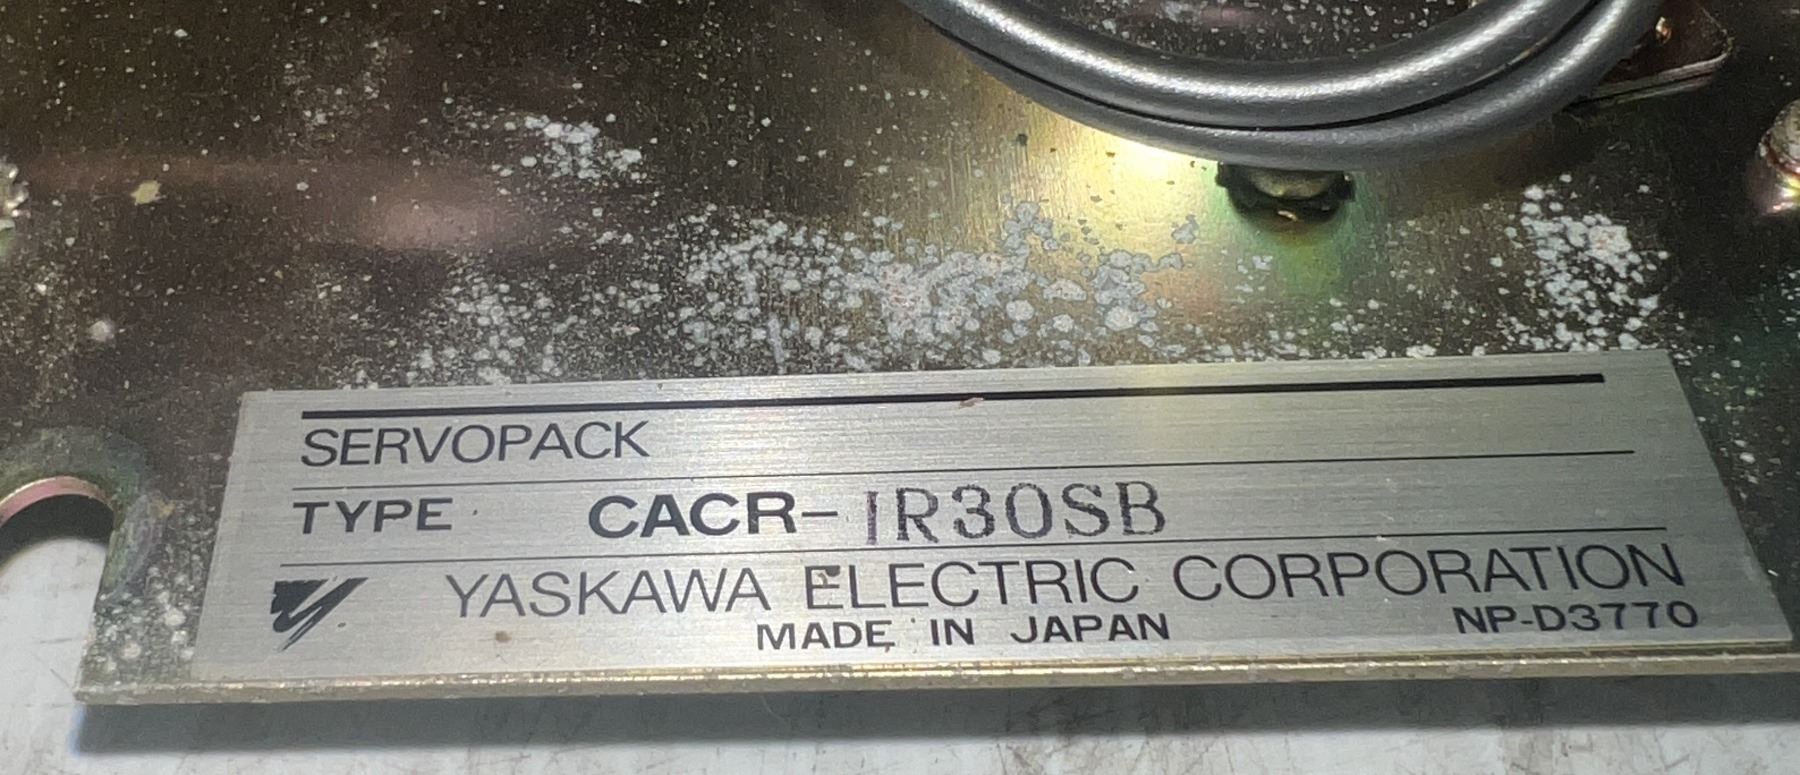 SERVOPACK
TYPE CACR-IR30SB
YASKAWA ELECTRIC CORPORATION
MADE IN JAPAN NP-D3770